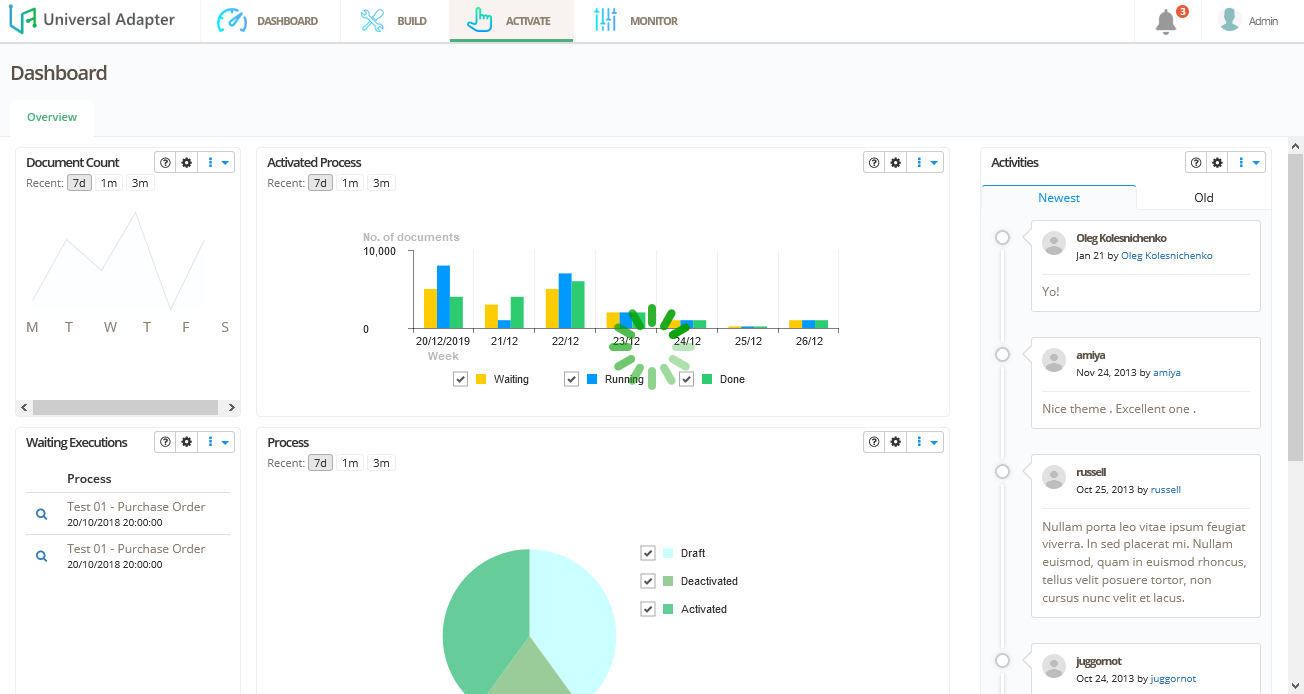 Universal Adapter
DASHBOARD
BUILD
ACTIVATE
MONITOR
3
Admin
Dashboard
Overview
Document Count
Recent: 7d 1m 3m
M T W T F S
Waiting Executions
Process
Test 01 - Purchase Order
20/10/2018 20:00:00
Test 01 - Purchase Order
20/10/2018 20:00:00
Activated Process
Recent: 7d 1m 3m
No. of documents
10,000
0
20/12/2019 21/12 22/12 23/12 24/12 25/12 26/12
Week
Waiting Running Done
Process
Recent: 7d 1m 3m
Draft
Deactivated
Activated
Activities
Newest Old
Oleg Kolesnichenko
Jan 21 by Oleg Kolesnichenko
Yo!
amiya
Nov 24, 2013 by amiya
Nice theme . Excellent one .
russell
Oct 25, 2013 by russell
Nullam porta leo vitae ipsum feugiat
viverra. In sed placerat mi. Nullam
euismod, quam in euismod rhoncus,
tellus velit posuere tortor, non
cursus nunc velit et lacus.
juggornot
Oct 24, 2013 by juggornot